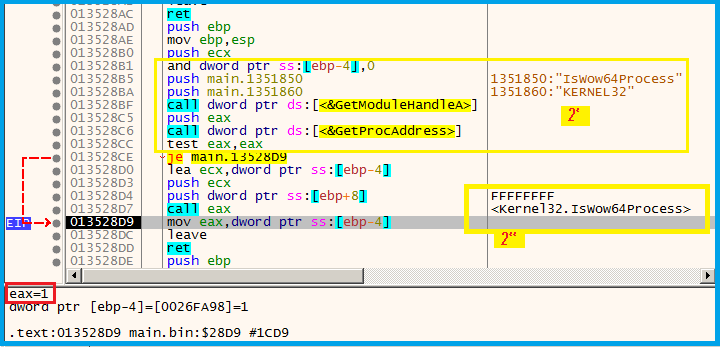 013528AB leave
013528AC ret
013528AD push ebp
013528AE mov ebp,esp
013528B0 push ecx
013528B1 and dword ptr ss:[ebp-4],0
013528B5 push main.1351850 1351850:"IsWow64Process"
013528BA push main.1351860 1351860:"KERNEL32"
013528BF call dword ptr ds:[<&GetModuleHandleA>]
013528C5 push eax
013528C6 call dword ptr ds:[<&GetProcAddress>]
013528CC test eax,eax
013528CE je main.13528D9
013528D0 lea ecx,dword ptr ss:[ebp-4]
013528D3 push ecx
013528D4 push dword ptr ss:[ebp+8] FFFFFFFF
013528D7 call eax <Kernel32.IsWow64Process>
EIP 013528D9 mov eax,dword ptr ss:[ebp-4]
013528DC leave
013528DD ret
013528DE push ebp
2'
2''
eax=1
dword ptr [ebp-4]=[0026FA98]=1
.text:013528D9 main.bin:$28D9 #1CD9